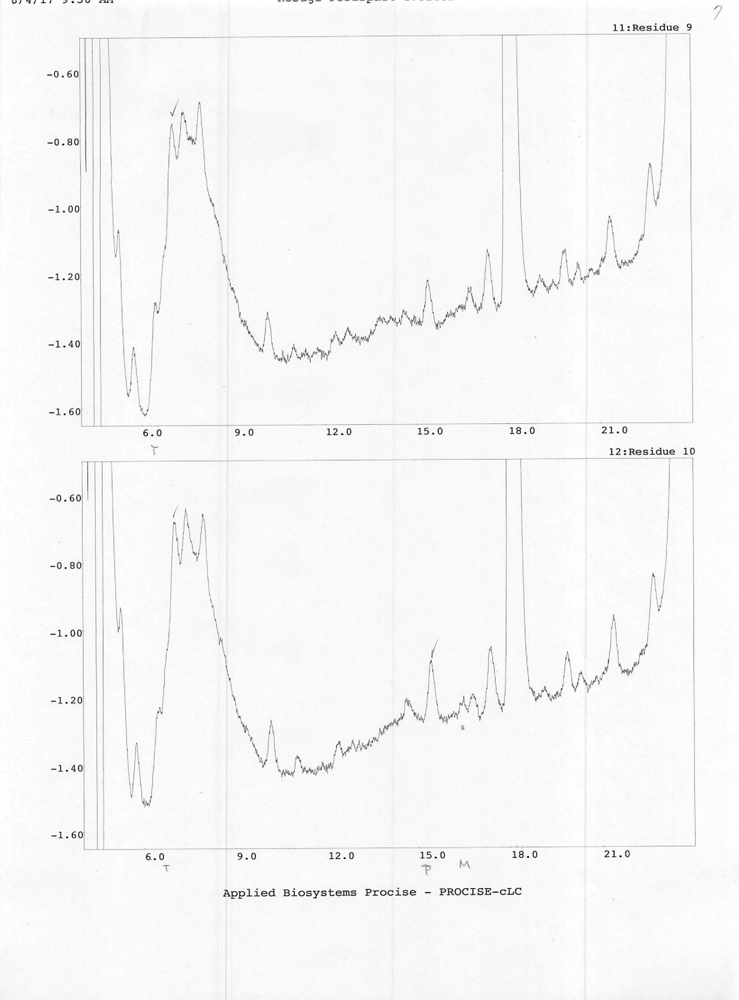 7
11:Residue 9
-0.60
-0.80
-1.00
-1.20
-1.40
-1.60
6.0 9.0 12.0 15.0 18.0 21.0
T
12:Residue 10
-0.60
-0.80
-1.00
-1.20
-1.40
-1.60
6.0 9.0 12.0 15.0 18.0 21.0
T P M
Applied Biosystems Procise - PROCISE-cLC